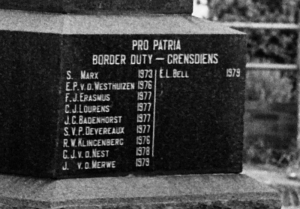 PRO PATRIA
BORDER DUTY — GRENSDIENS
S. MARX 1973 E.L. BELL 1979
E.P. V.D. WESTHUIZEN 1976
F.J. ERASMUS 1977
C.J. LOURENS 1977
J.C. BADENHORST 1977
S.V.P. DEVEREAUX 1977
R.W. KLINGENBERG 1976
C.J. V.D. NEST 1978
J. V.D. MERWE 1979